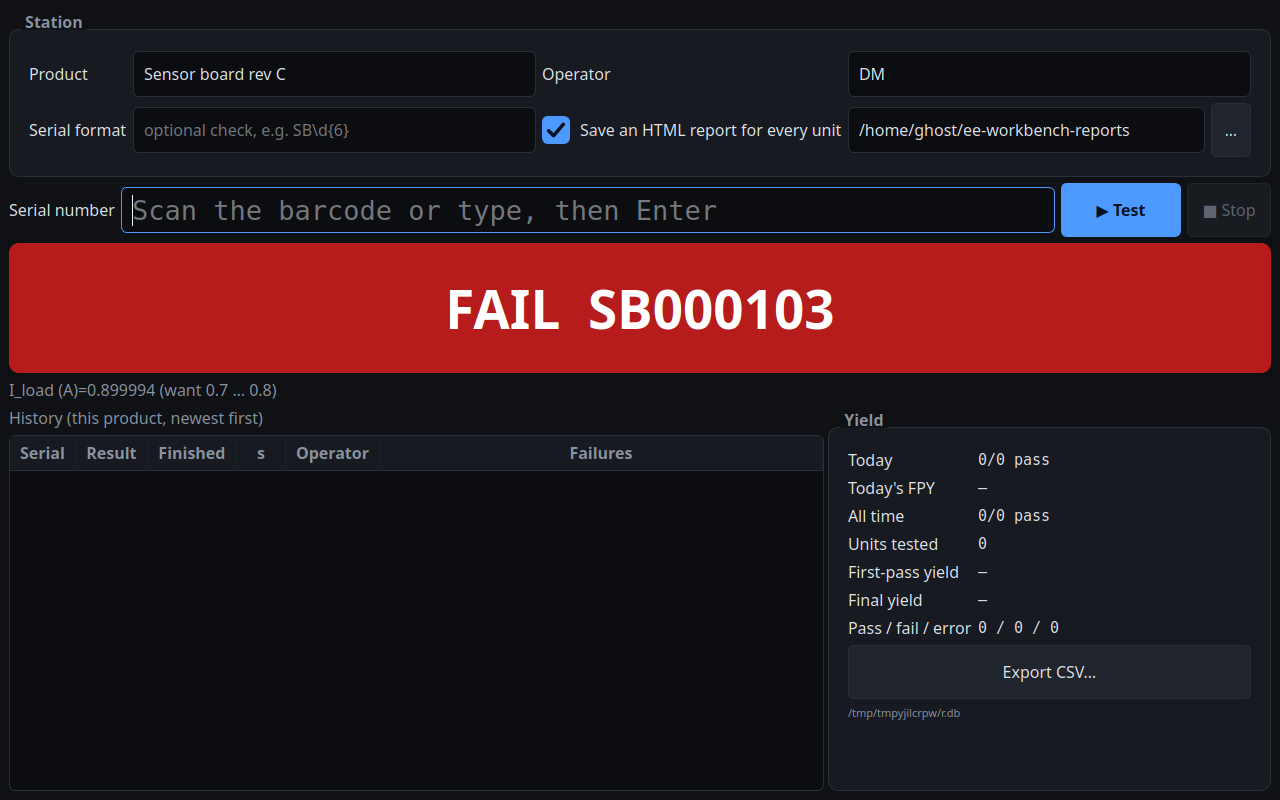 Station
Product Sensor board rev C Operator DM
Serial format optional check, e.g. SB\d{6} Save an HTML report for every unit /home/ghost/ee-workbench-reports ...
Serial number Scan the barcode or type, then Enter ▶ Test ■ Stop
FAIL SB000103
I_load (A)=0.899994 (want 0.7 ... 0.8)
History (this product, newest first)
Serial Result Finished s Operator Failures
Yield
Today 0/0 pass
Today's FPY —
All time 0/0 pass
Units tested 0
First-pass yield —
Final yield —
Pass / fail / error 0 / 0 / 0
Export CSV...
/tmp/tmpyjilcrpw/r.db